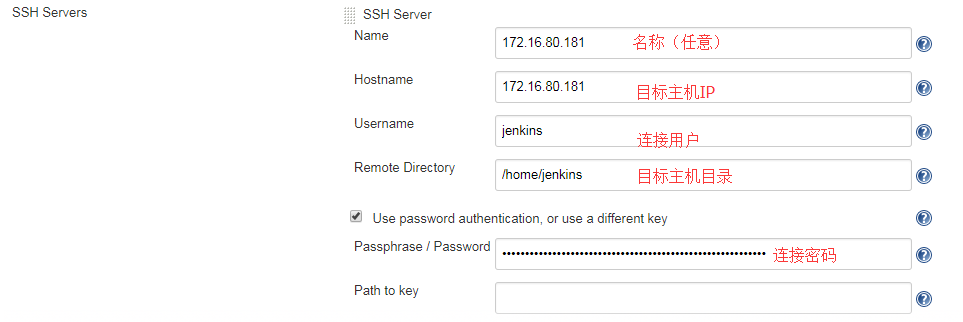 SSH Servers
SSH Server
Name
172.16.80.181 名称（任意）
Hostname
172.16.80.181 目标主机IP
Username
jenkins 连接用户
Remote Directory
/home/jenkins 目标主机目录
Use password authentication, or use a different key
Passphrase / Password
连接密码
Path to key